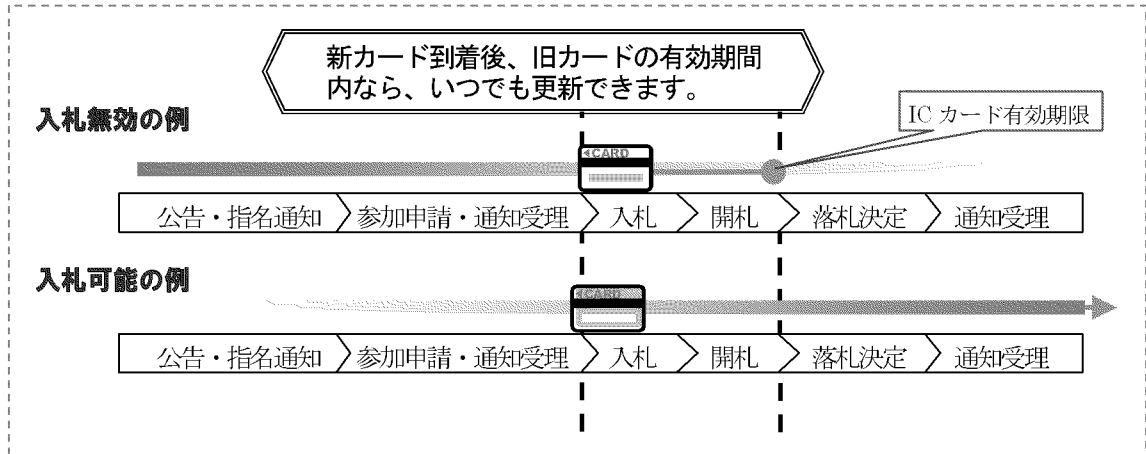 新カード到着後、旧カードの有効期間
内なら、いつでも更新できます。
入札無効の例
IC カード有効期限
CARD
公告・指名通知 参加申請・通知受理 入札 開札 落札決定 通知受理
入札可能の例
CARD
公告・指名通知 参加申請・通知受理 入札 開札 落札決定 通知受理